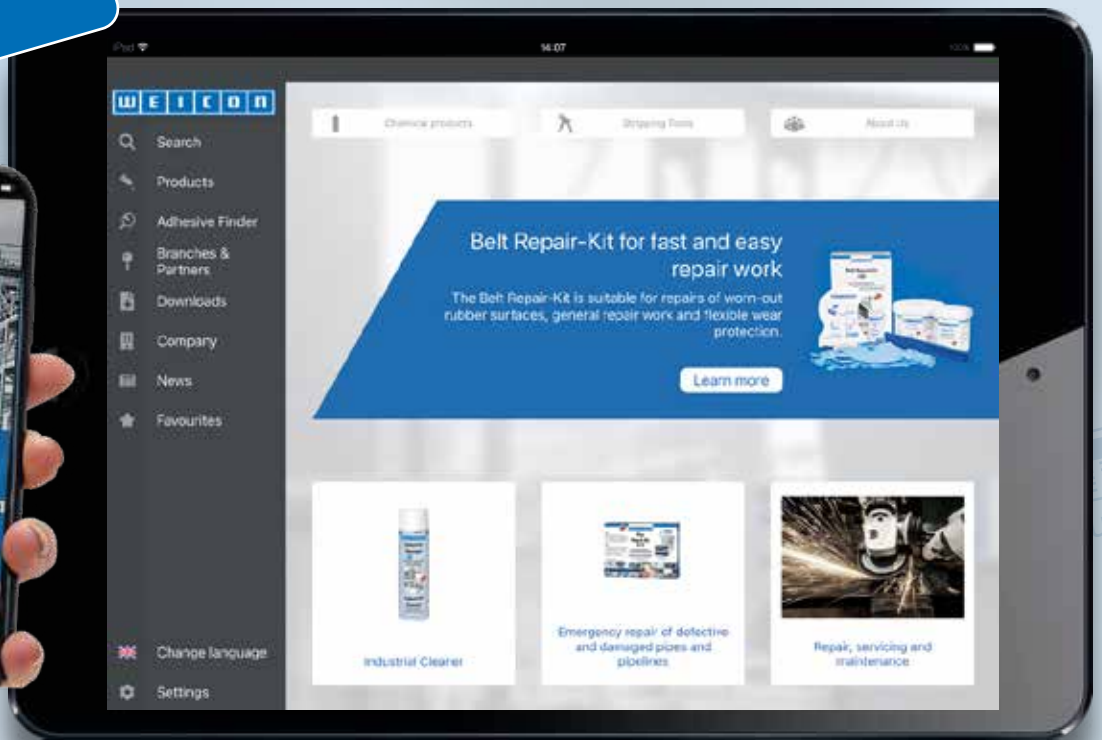 iPad
14:07
100%
WEICON
Search
Products
Adhesive Finder
Branches &
Partners
Downloads
Company
News
Favourites
Change language
Settings
Chemical products
Stripping Tools
About Us
Belt Repair-Kit for fast and easy
repair work
The Belt Repair-Kit is suitable for repairs of worn-out
rubber surfaces, general repair work and flexible wear
protection.
Learn more
Industrial Cleaner
Emergency repair of defective
and damaged pipes and
pipelines
Repair, servicing and
maintenance